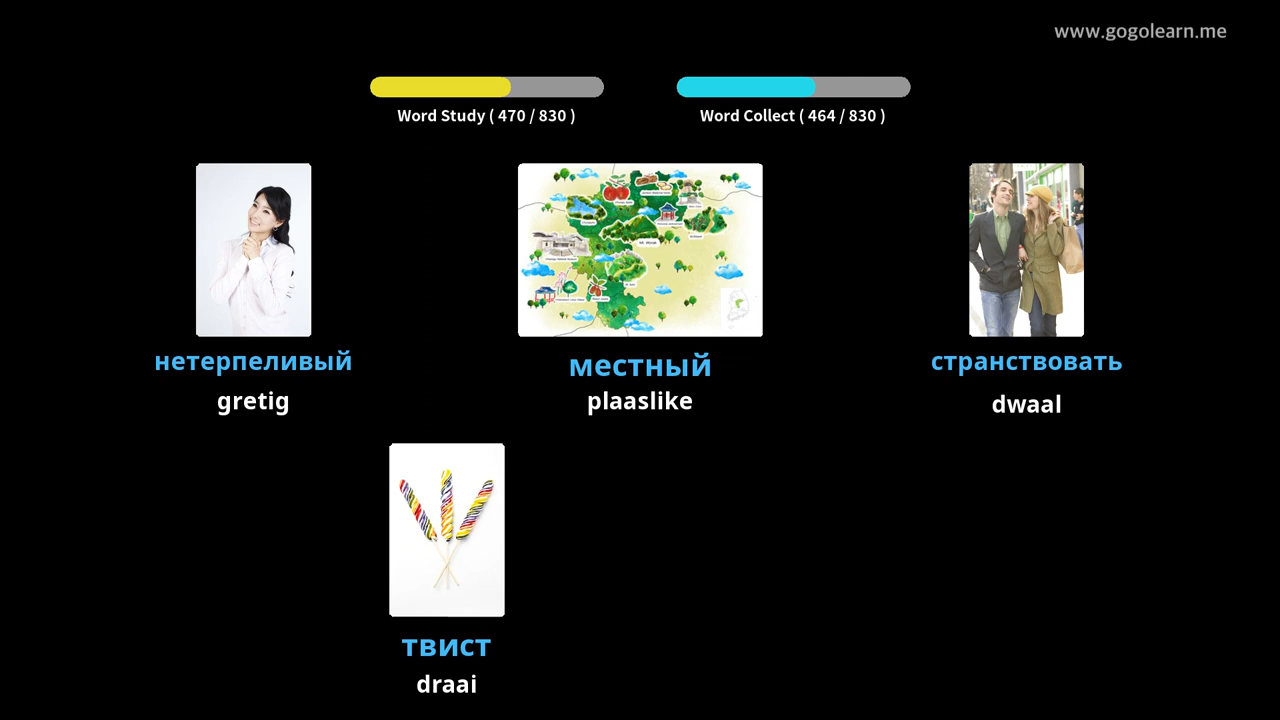 www.gogolearn.me
Word Study ( 470 / 830 )
Word Collect ( 464 / 830 )
нетерпеливый
gretig
местный
plaaslike
странствовать
dwaal
твист
draai